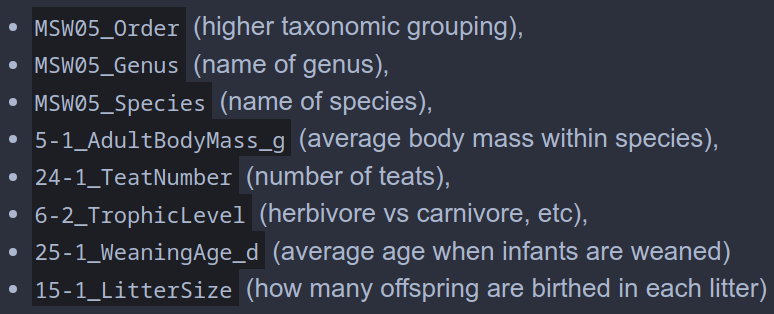 MSW05_Order (higher taxonomic grouping),
MSW05_Genus (name of genus),
MSW05_Species (name of species),
5-1_AdultBodyMass_g (average body mass within species),
24-1_TeatNumber (number of teats),
6-2_TrophicLevel (herbivore vs carnivore, etc),
25-1_WeaningAge_d (average age when infants are weaned)
15-1_LitterSize (how many offspring are birthed in each litter)